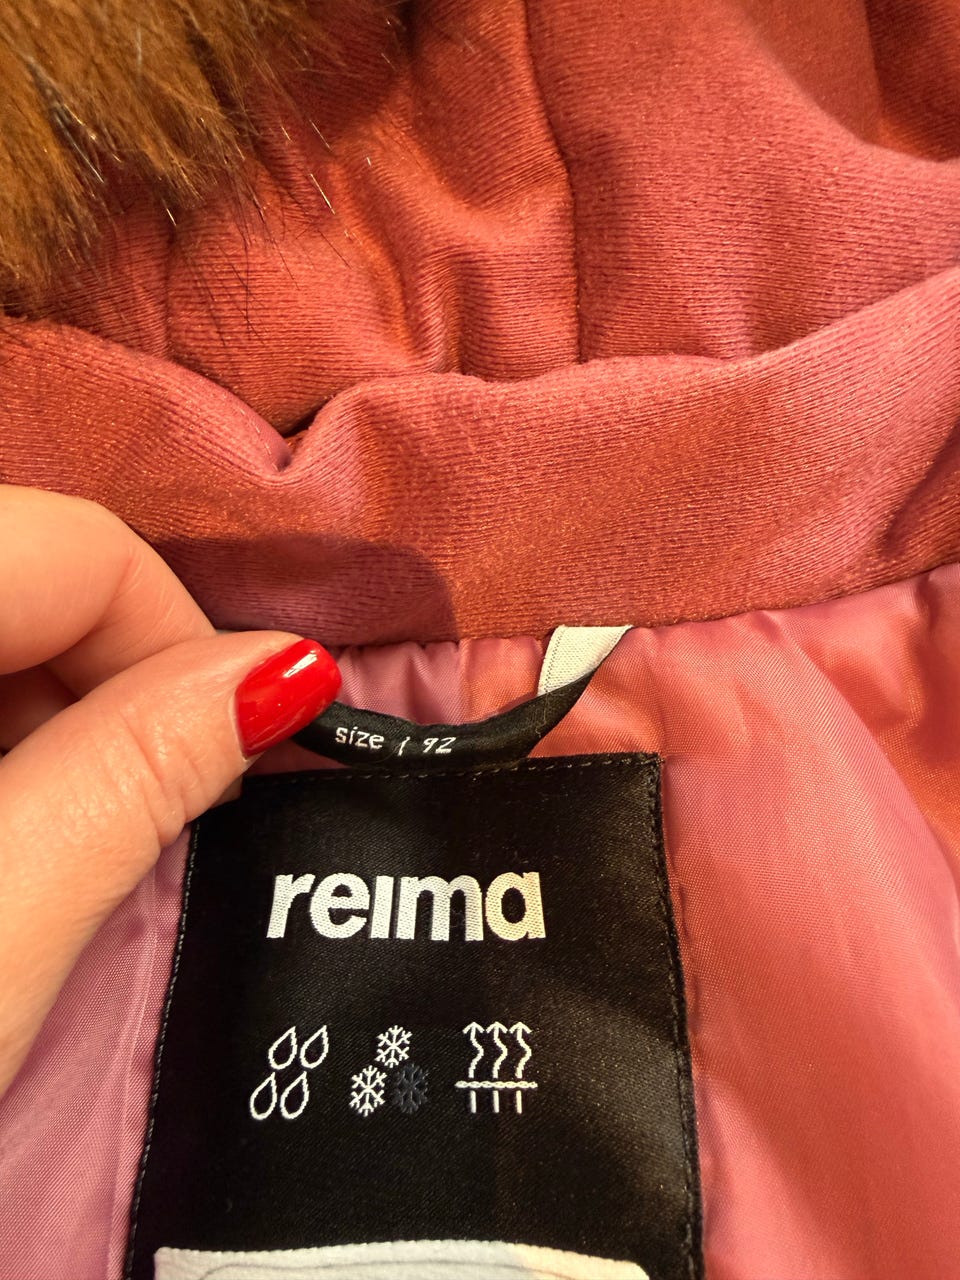 size / 92
reima